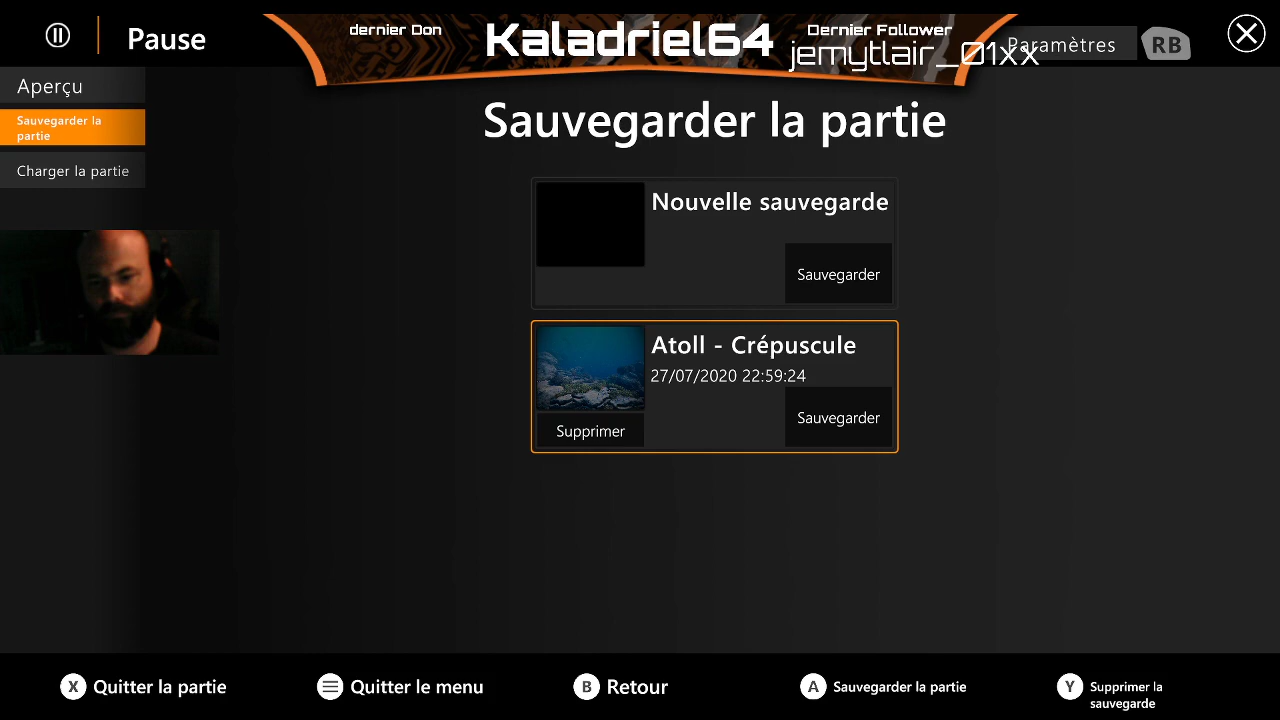 Pause
dernier Don
Kaladriel64
Dernier Follower
jemytlair_01xx
Paramètres
RB
Aperçu
Sauvegarder la
partie
Charger la partie
Sauvegarder la partie
Nouvelle sauvegarde
Sauvegarder
Atoll - Crépuscule
27/07/2020 22:59:24
Sauvegarder
Supprimer
X Quitter la partie
Quitter le menu
B Retour
A Sauvegarder la partie
Y Supprimer la
sauvegarde